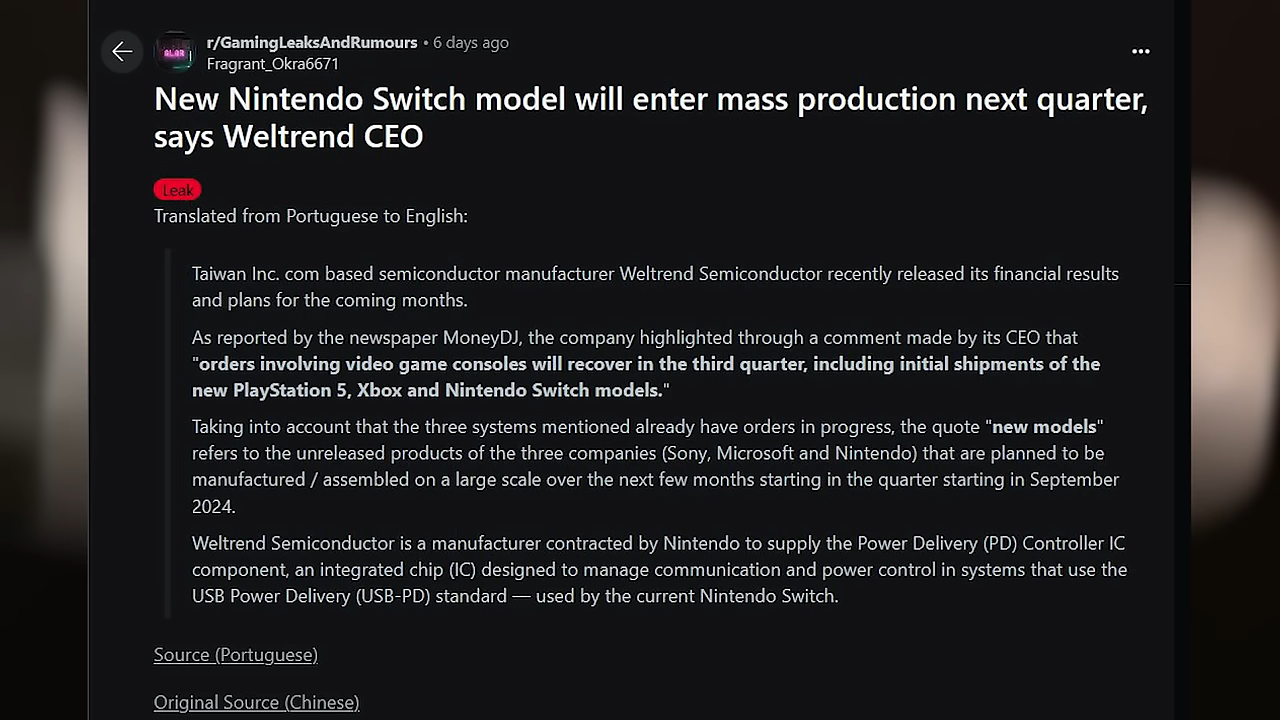 r/GamingLeaksAndRumours • 6 days ago
Fragrant_Okra6671
New Nintendo Switch model will enter mass production next quarter,
says Weltrend CEO
Leak
Translated from Portuguese to English:
Taiwan Inc. com based semiconductor manufacturer Weltrend Semiconductor recently released its financial results
and plans for the coming months.
As reported by the newspaper MoneyDJ, the company highlighted through a comment made by its CEO that
"orders involving video game consoles will recover in the third quarter, including initial shipments of the
new PlayStation 5, Xbox and Nintendo Switch models."
Taking into account that the three systems mentioned already have orders in progress, the quote "new models"
refers to the unreleased products of the three companies (Sony, Microsoft and Nintendo) that are planned to be
manufactured / assembled on a large scale over the next few months starting in the quarter starting in September
2024.
Weltrend Semiconductor is a manufacturer contracted by Nintendo to supply the Power Delivery (PD) Controller IC
component, an integrated chip (IC) designed to manage communication and power control in systems that use the
USB Power Delivery (USB-PD) standard — used by the current Nintendo Switch.
Source (Portuguese)
Original Source (Chinese)